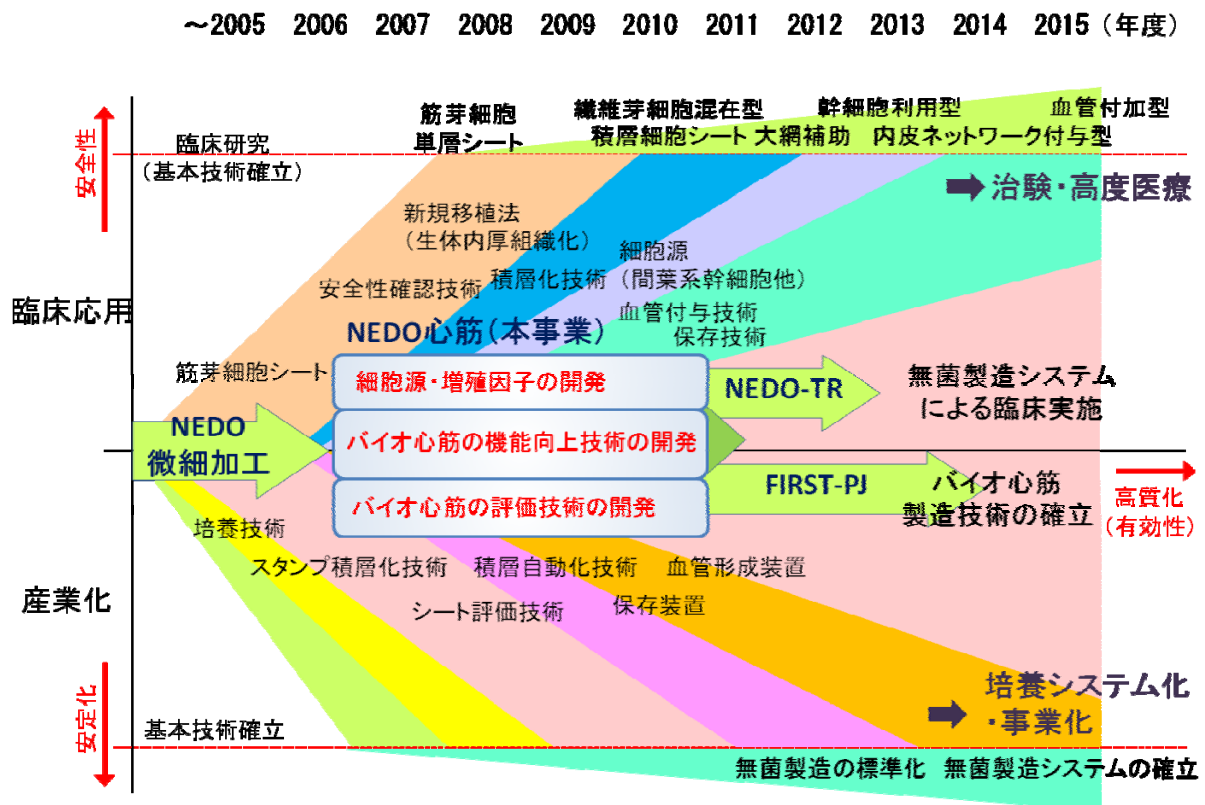 ～2005 2006 2007 2008 2009 2010 2011 2012 2013 2014 2015（年度）
安全性
臨床研究
（基本技術確立）
筋芽細胞
単層シート
繊維芽細胞混在型
積層細胞シート
大網補助
幹細胞利用型
内皮ネットワーク付与型
血管付加型
➡ 治験・高度医療
新規移植法
（生体内厚組織化）
安全性確認技術
積層化技術
細胞源
（間葉系幹細胞他）
血管付与技術
保存技術
臨床応用
NEDO心筋（本事業）
筋芽細胞シート
細胞源・増殖因子の開発
NEDO-TR
無菌製造システム
による臨床実施
NEDO
微細加工
バイオ心筋の機能向上技術の開発
バイオ心筋の評価技術の開発
FIRST-PJ
バイオ心筋
製造技術の確立
高質化
（有効性）
培養技術
スタンプ積層化技術
積層自動化技術
血管形成装置
シート評価技術
保存装置
産業化
安定化
基本技術確立
➡ 培養システム化
・事業化
無菌製造の標準化 無菌製造システムの確立